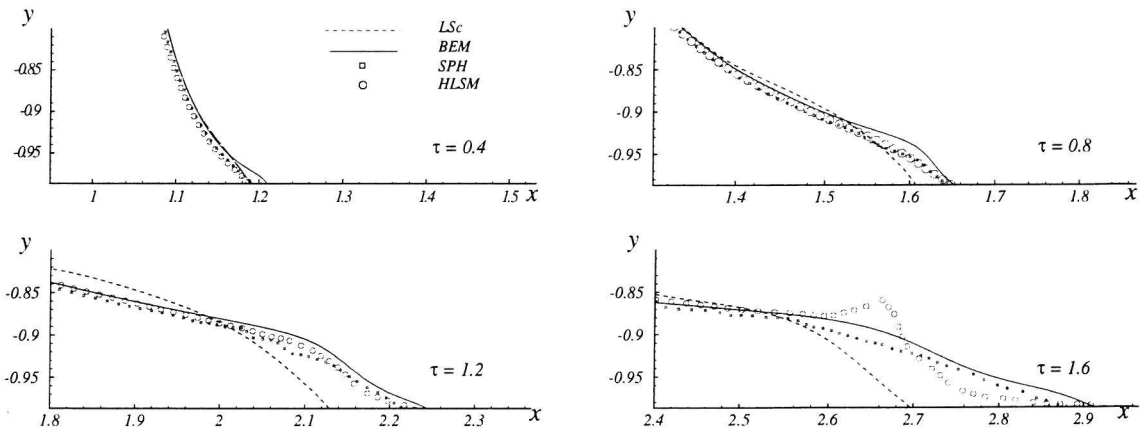 y
LSc
BEM
SPH
HLSM
-0.85
-0.9
-0.95
τ = 0.4
1
1.1
1.2
1.3
1.4
1.5
x
y
-0.85
-0.9
-0.95
τ = 0.8
1.4
1.5
1.6
1.7
1.8
x
y
-0.85
-0.9
-0.95
τ = 1.2
1.8
1.9
2
2.1
2.2
2.3
x
y
-0.85
-0.9
-0.95
τ = 1.6
2.4
2.5
2.6
2.7
2.8
2.9
x